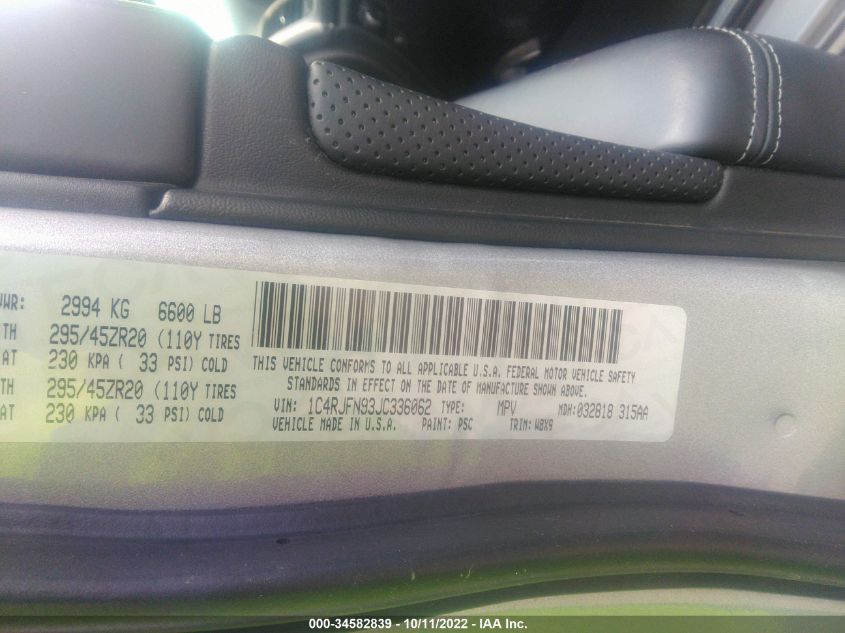 VWR: 2994 KG 6600 LB
TH 295/45ZR20 (110Y TIRES
AT 230 KPA ( 33 PSI) COLD
TH 295/45ZR20 (110Y TIRES
AT 230 KPA ( 33 PSI) COLD
THIS VEHICLE CONFORMS TO ALL APPLICABLE U.S.A. FEDERAL MOTOR VEHICLE SAFETY
STANDARDS IN EFFECT ON THE DATE OF MANUFACTURE SHOWN ABOVE.
VIN: 1C4RJFN93JC336062 TYPE: MPV MDH:032818 315AA
VEHICLE MADE IN U.S.A. PAINT: PSC TRIM: W8X9
000-34582839 - 10/11/2022 - IAA Inc.